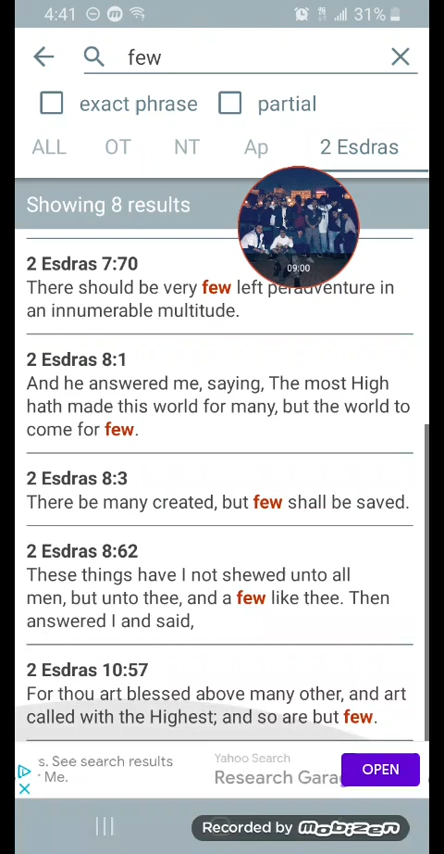 4:41 31%
few
exact phrase partial
ALL OT NT Ap 2 Esdras
Showing 8 results
09:00
2 Esdras 7:70
There should be very few left peradventure in
an innumerable multitude.
2 Esdras 8:1
And he answered me, saying, The most High
hath made this world for many, but the world to
come for few.
2 Esdras 8:3
There be many created, but few shall be saved.
2 Esdras 8:62
These things have I not shewed unto all
men, but unto thee, and a few like thee. Then
answered I and said,
2 Esdras 10:57
For thou art blessed above many other, and art
called with the Highest; and so are but few.
s. See search results
Me.
Yahoo Search
Research Gara
OPEN
Recorded by Mobizen